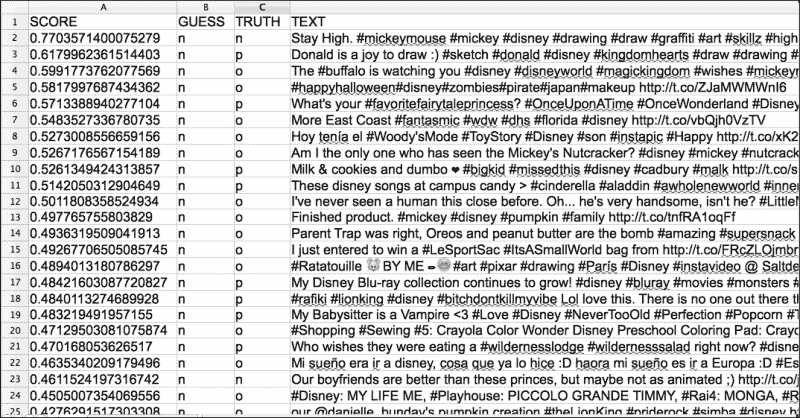 A B C
1 SCORE GUESS TRUTH TEXT
2 0.7703571400075279 n n Stay High. #mickeymouse #mickey #disney #drawing #draw #graffiti #art #skillz #high
3 0.6179962361514403 n p Donald is a joy to draw :) #sketch #donald #disney #kingdomhearts #draw #drawing #
4 0.5991773762077569 n o The #buffalo is watching you #disney #disneyworld #magickingdom #wishes #mickeyn
5 0.5817997687434362 n o #happyhalloween#disney#zombies#pirate#japan#makeup http://t.co/ZJaMWMWnI6
6 0.5713388940277104 n p What's your #favoritefairytaleprincess? #OnceUponATime #OnceWonderland #Disney
7 0.5483527336780735 n o More East Coast #fantasmic #wdw #dhs #florida #disney http://t.co/vbQjh0VzTV
8 0.5273008556659156 n o Hoy tenía el #Woody'sMode #ToyStory #Disney #son #instapic #Happy http://t.co/xK2
9 0.5267176567154189 n o Am I the only one who has seen the Mickey's Nutcracker? #disney #mickey #nutcrack
10 0.5261349424313857 n p Milk & cookies and dumbo ❤ #bigkid #missedthis #disney #cadbury #malk http://t.co/s
11 0.5142050312904649 n p These disney songs at campus candy > #cinderella #aladdin #awholenewworld #inner
12 0.5011808358524934 n o I've never seen a human this close before. Oh... he's very handsome, isn't he? #LittleM
13 0.497765755803829 n o Finished product. #mickey #disney #pumpkin #family http://t.co/tnfRA1oqFf
14 0.4936319509041913 n o Parent Trap was right, Oreos and peanut butter are the bomb #amazing #supersnack
15 0.49267706505085745 n o I just entered to win a #LeSportSac #ItsASmallWorld bag from http://t.co/FRcZLQjmbr
16 0.4894013180786297 n o #Ratatouille 🐭 BY ME #art #pixar #drawing #París #Disney #instavideo @ Saltde
17 0.48421603087720827 n p My Disney Blu-ray collection continues to grow! #disney #bluray #movies #monsters #
18 0.4840113274689928 n p #rafiki #lionking #disney #bitchdontkillmyvibe Lol love this. There is no one out there t
19 0.483219491957155 n p My Babysitter is a Vampire <3 #Love #Disney #NeverTooOld #Perfection #Popcorn #T
20 0.47129503081075874 n o #Shopping #Sewing #5: Crayola Color Wonder Disney Preschool Coloring Pad: Cray
21 0.470168053626517 n p Who wishes they were eating a #wildernesslodge #wildernesssalad right now? #disne
22 0.4635340209179496 n o Mi sueño era ir a disney, cosa que ya lo hice :D haora mi sueño es ir a Europa :D #Es
23 0.4611524197316742 n n Our boyfriends are better than these princes, but maybe not as animated ;) http://t.co/
24 0.4505007354069556 n o #Disney: MY LIFE ME, #Playhouse: PICCOLO GRANDE TIMMY, #Rai4: MONGA, #R
25 0.4276291517303308 n o our @danielle_hunday's pumpkin creation #theLionKing #priderock #simba #disney